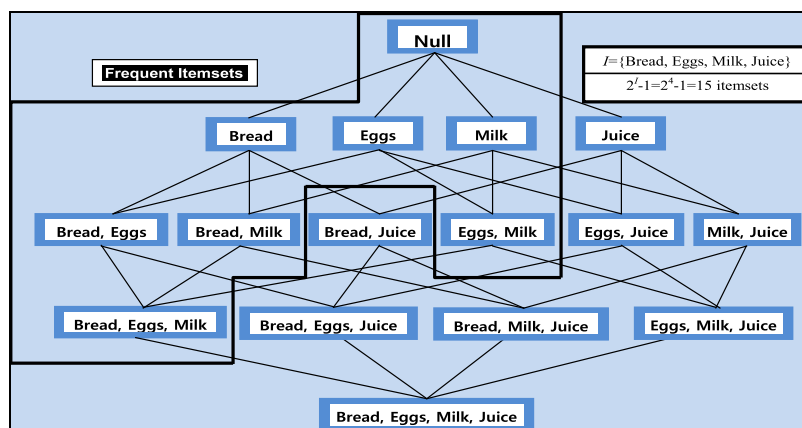 Null
Frequent Itemsets
I={Bread, Eggs, Milk, Juice}
2^I-1=2^4-1=15 itemsets
Bread
Eggs
Milk
Juice
Bread, Eggs
Bread, Milk
Bread, Juice
Eggs, Milk
Eggs, Juice
Milk, Juice
Bread, Eggs, Milk
Bread, Eggs, Juice
Bread, Milk, Juice
Eggs, Milk, Juice
Bread, Eggs, Milk, Juice